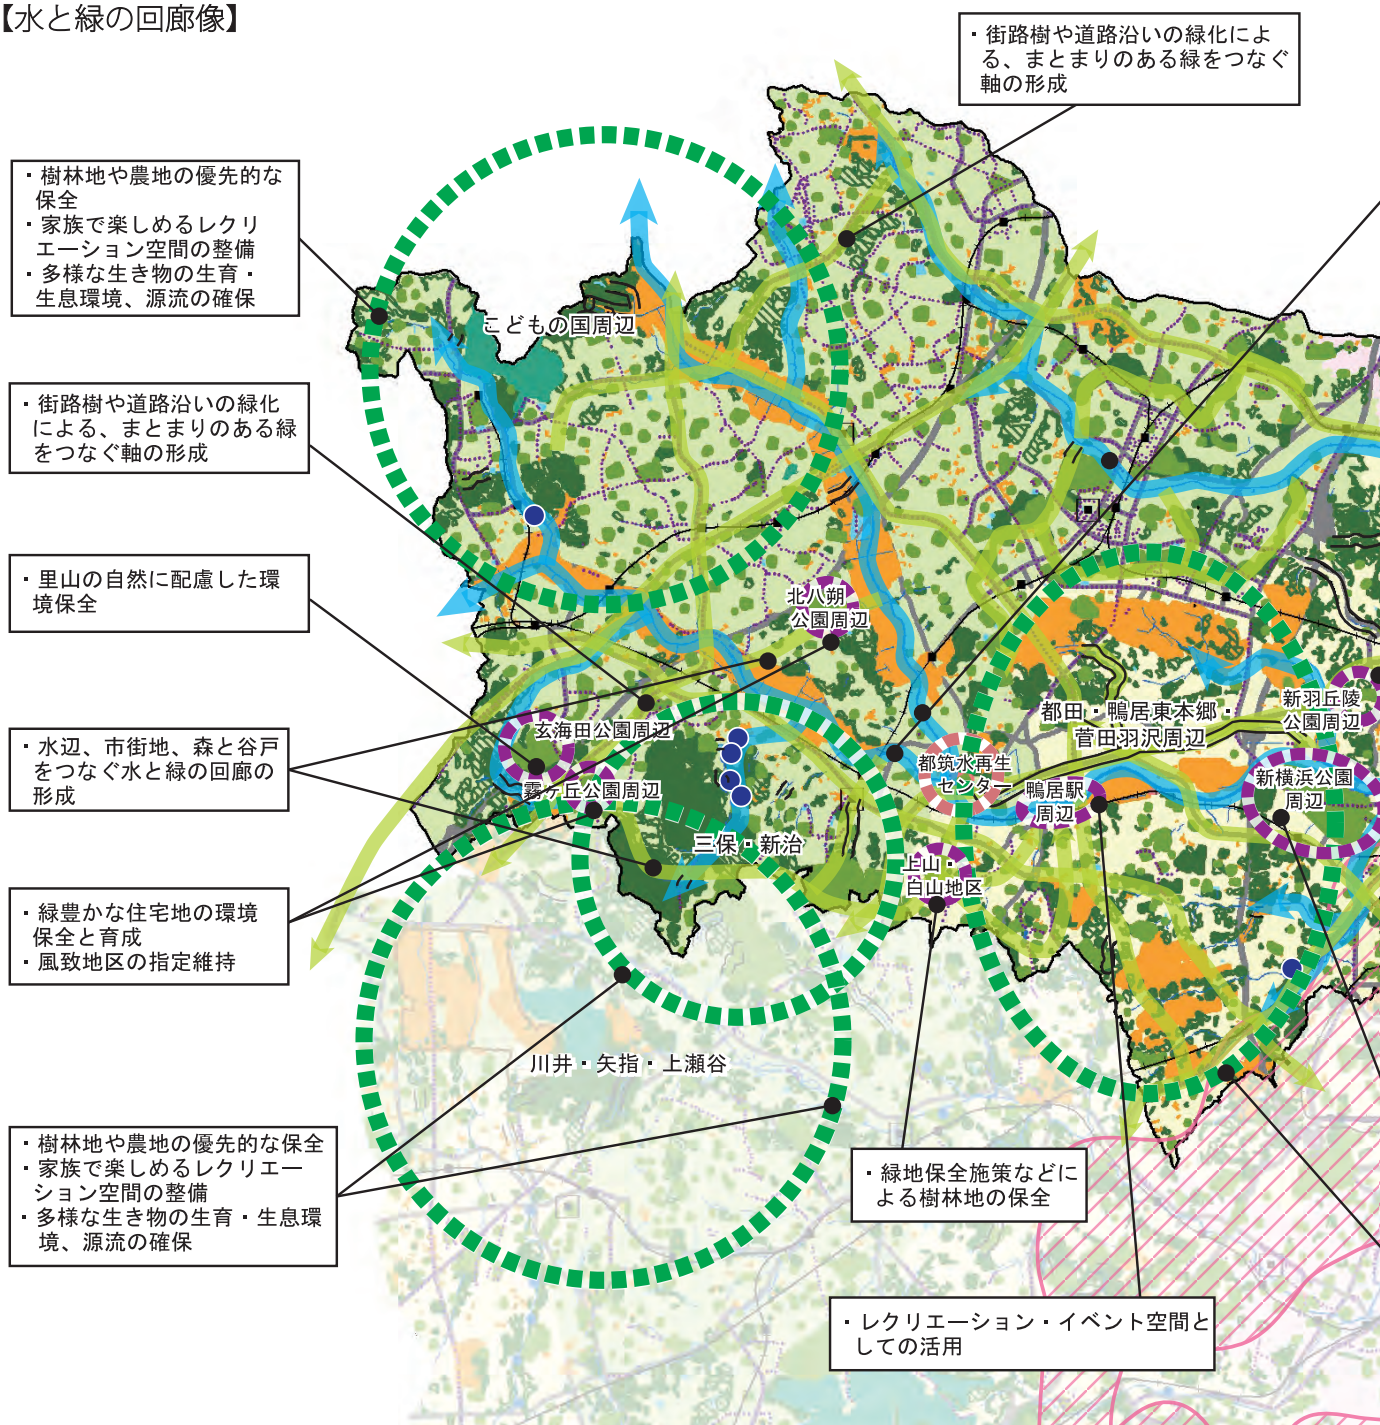 【水と緑の回廊像】
・街路樹や道路沿いの緑化によ
る、まとまりのある緑をつなぐ
軸の形成
・樹林地や農地の優先的な
保全
・家族で楽しめるレクリ
エーション空間の整備
・多様な生き物の生育・
生息環境、源流の確保
こどもの国周辺
・街路樹や道路沿いの緑化
による、まとまりのある緑
をつなぐ軸の形成
・里山の自然に配慮した環
境保全
北八朔
公園周辺
・水辺、市街地、森と谷戸
をつなぐ水と緑の回廊の
形成
玄海田公園周辺
霧ケ丘公園周辺
三保・新治
都田・鴨居東本郷・
菅田羽沢周辺
新羽丘陵
公園周辺
都筑水再生
センター
鴨居駅
周辺
新横浜公園
周辺
上山・
白山地区
・緑豊かな住宅地の環境
保全と育成
・風致地区の指定維持
川井・矢指・上瀬谷
・樹林地や農地の優先的な保全
・家族で楽しめるレクリエー
ション空間の整備
・多様な生き物の生育・生息環
境、源流の確保
・緑地保全施策などに
よる樹林地の保全
・レクリエーション・イベント空間と
しての活用